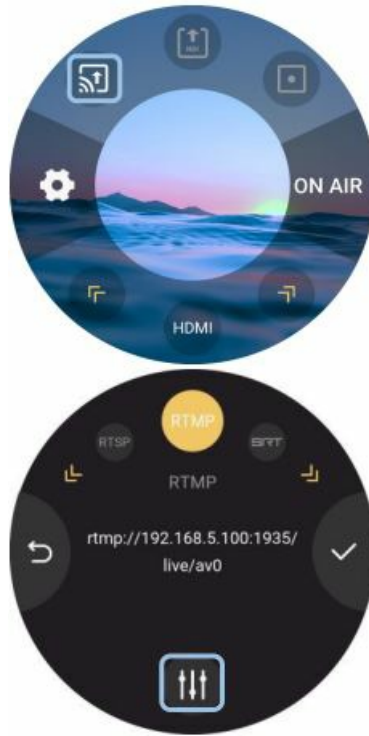 ON AIR
HDMI
RTMP
RTSP
SRT
RTMP
rtmp://192.168.5.100:1935/
live/av0